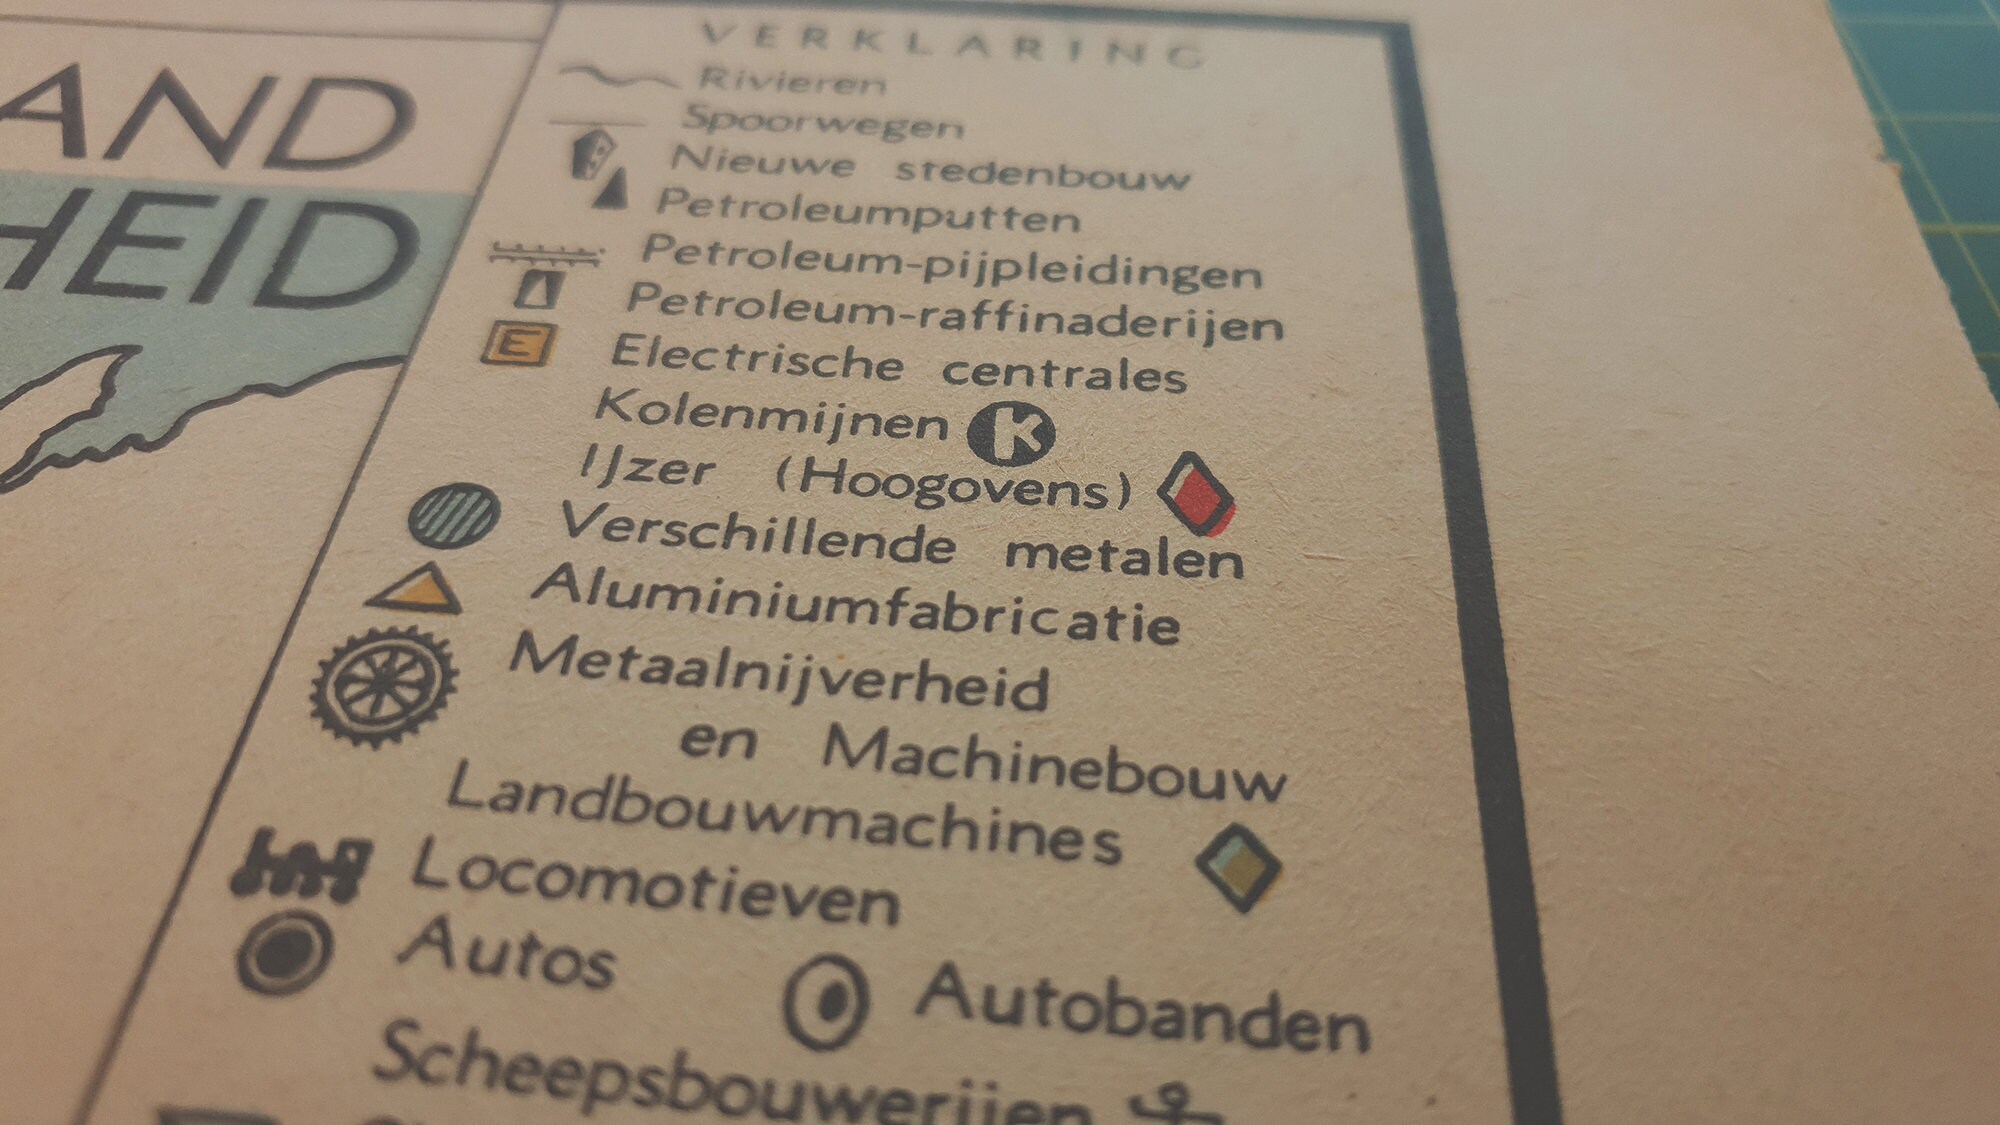 AND
HEID
VERKLARING
Rivieren
Spoorwegen
Nieuwe stedenbouw
Petroleumputten
Petroleum-pijpleidingen
Petroleum-raffinaderijen
E Electrische centrales
Kolenmijnen K
IJzer (Hoogovens)
Verschillende metalen
Aluminiumfabricatie
Metaalnijverheid
en Machinebouw
Landbouwmachines
Locomotieven
Autos Autobanden
Scheepsbouwerijen